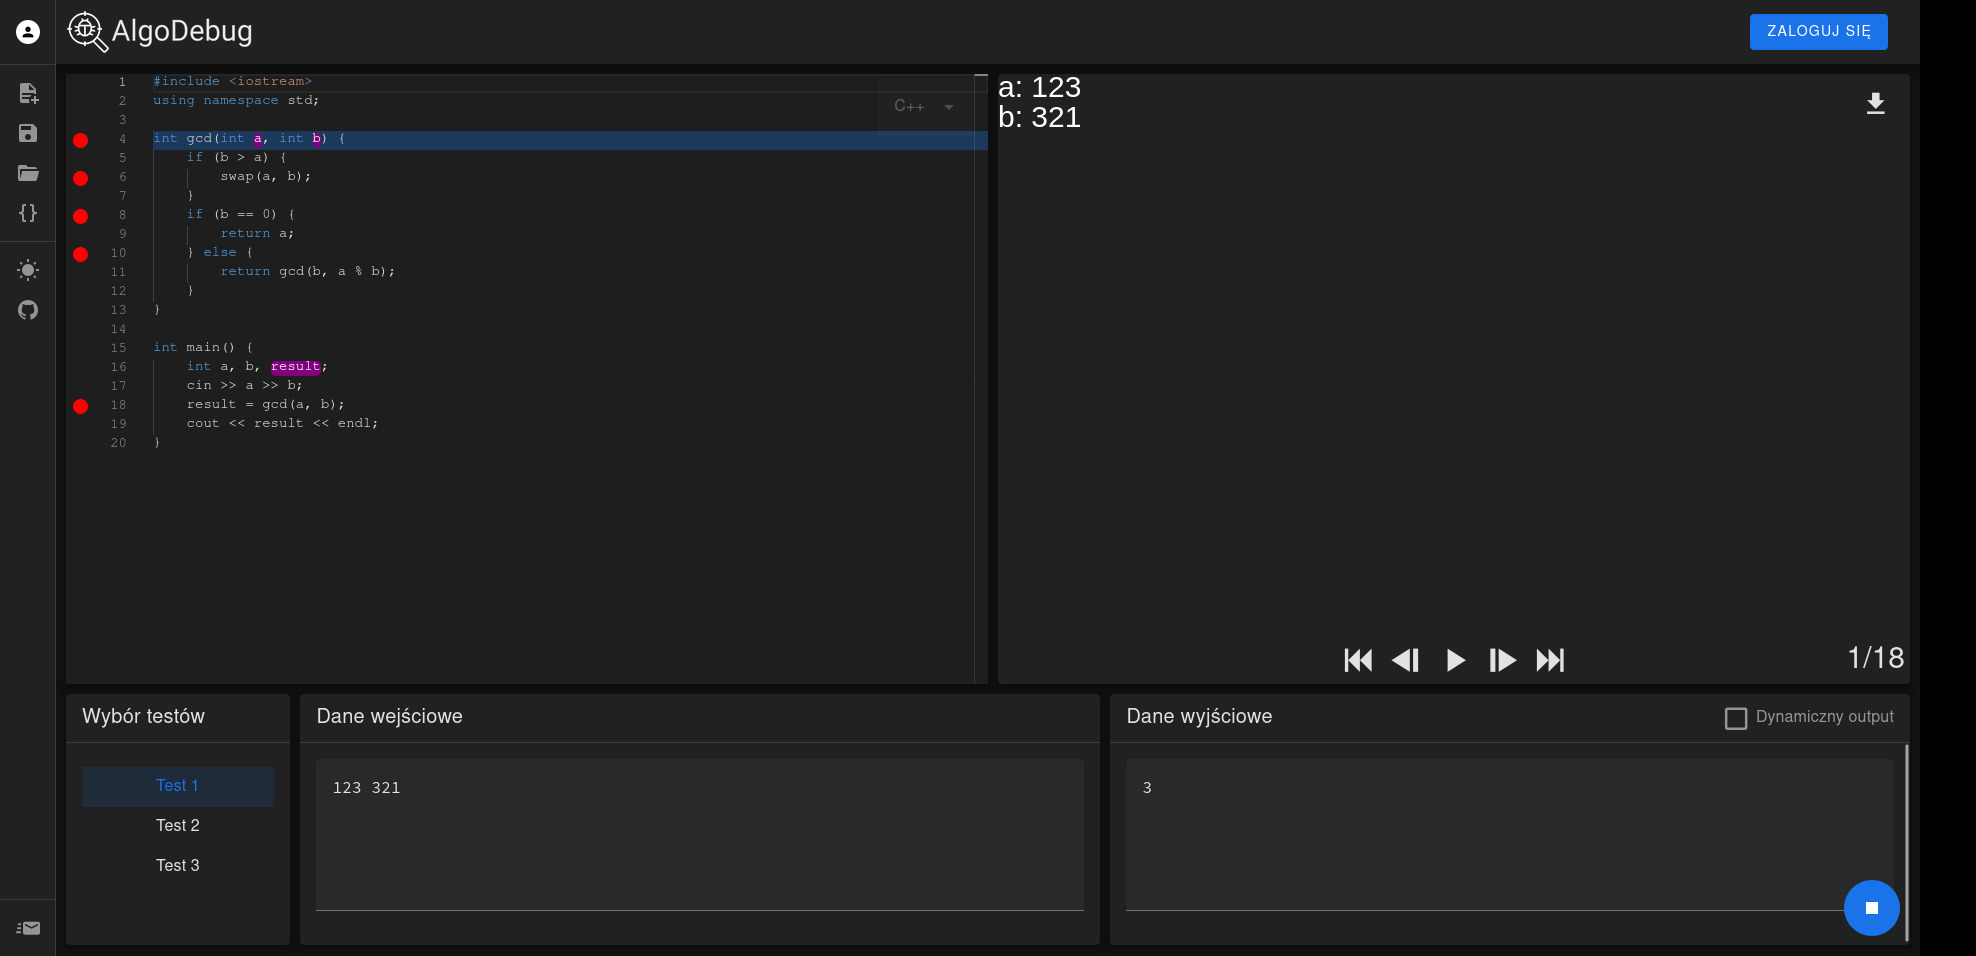 AlgoDebug
ZALOGUJ SIĘ
1 #include <iostream>
2 using namespace std;
3
4 int gcd(int a, int b) {
5     if (b > a) {
6         swap(a, b);
7     }
8     if (b == 0) {
9         return a;
10     } else {
11         return gcd(b, a % b);
12     }
13 }
14
15 int main() {
16     int a, b, result;
17     cin >> a >> b;
18     result = gcd(a, b);
19     cout << result << endl;
20 }
C++
a: 123
b: 321
1/18
Wybór testów
Test 1
Test 2
Test 3
Dane wejściowe
123 321
Dane wyjściowe
Dynamiczny output
3